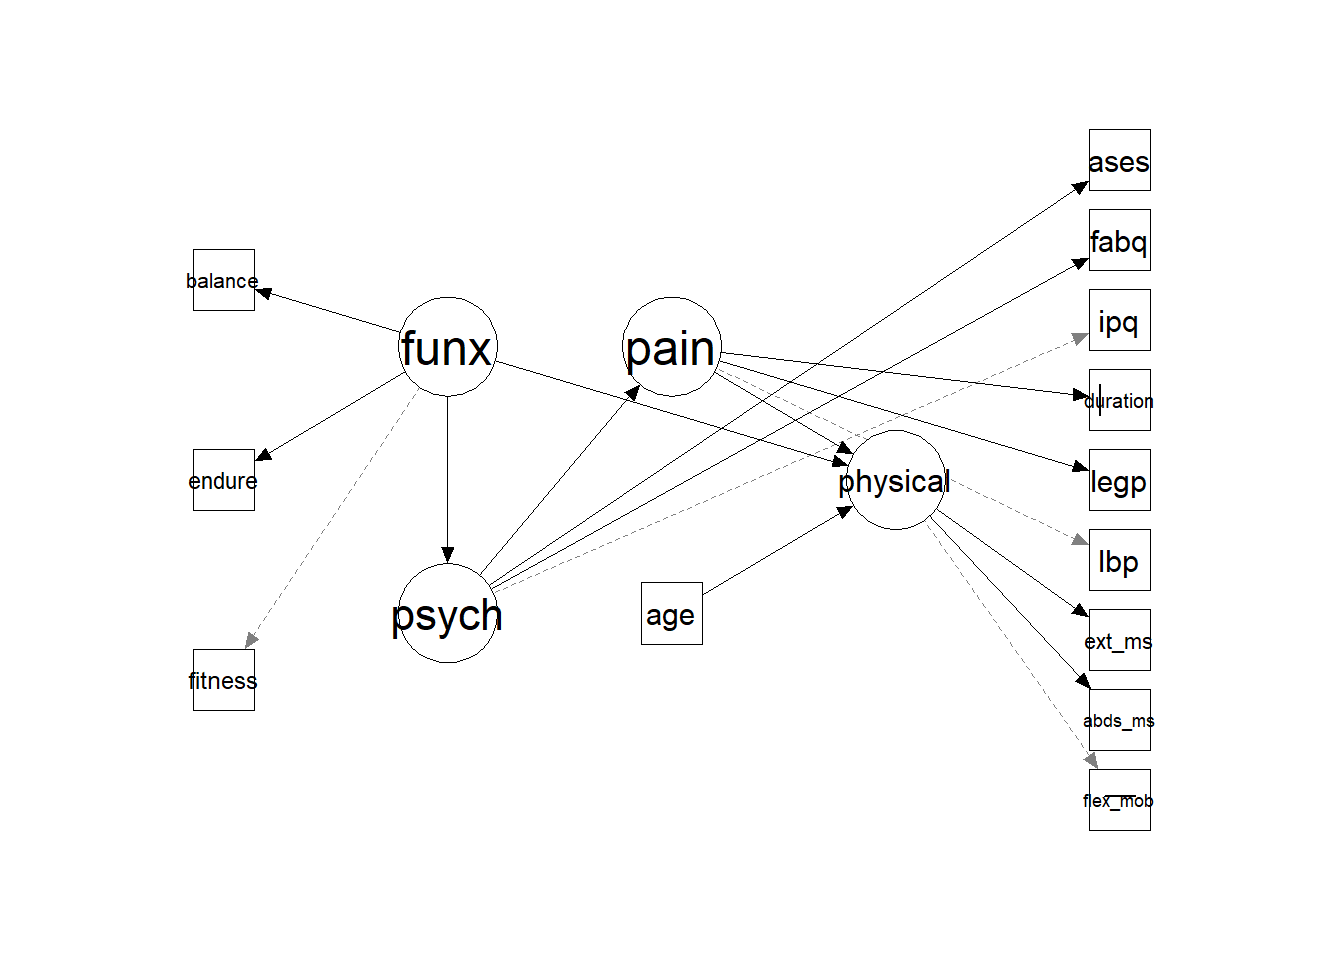 ases
fabq
balance
ipq
funx
pain
duration
endure
physical
legp
lbp
psych
age
ext_ms
fitness
abds_ms
flex_mob